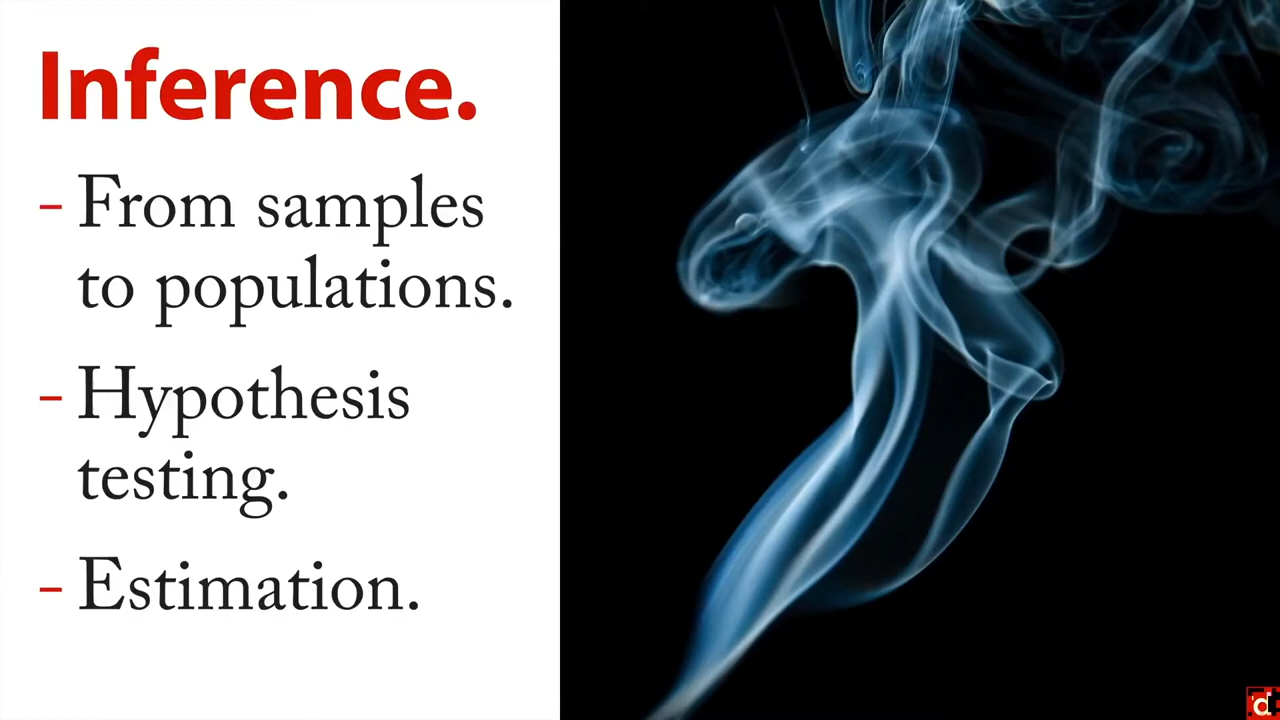 Inference.
– From samples
to populations.
– Hypothesis
testing.
– Estimation.
d